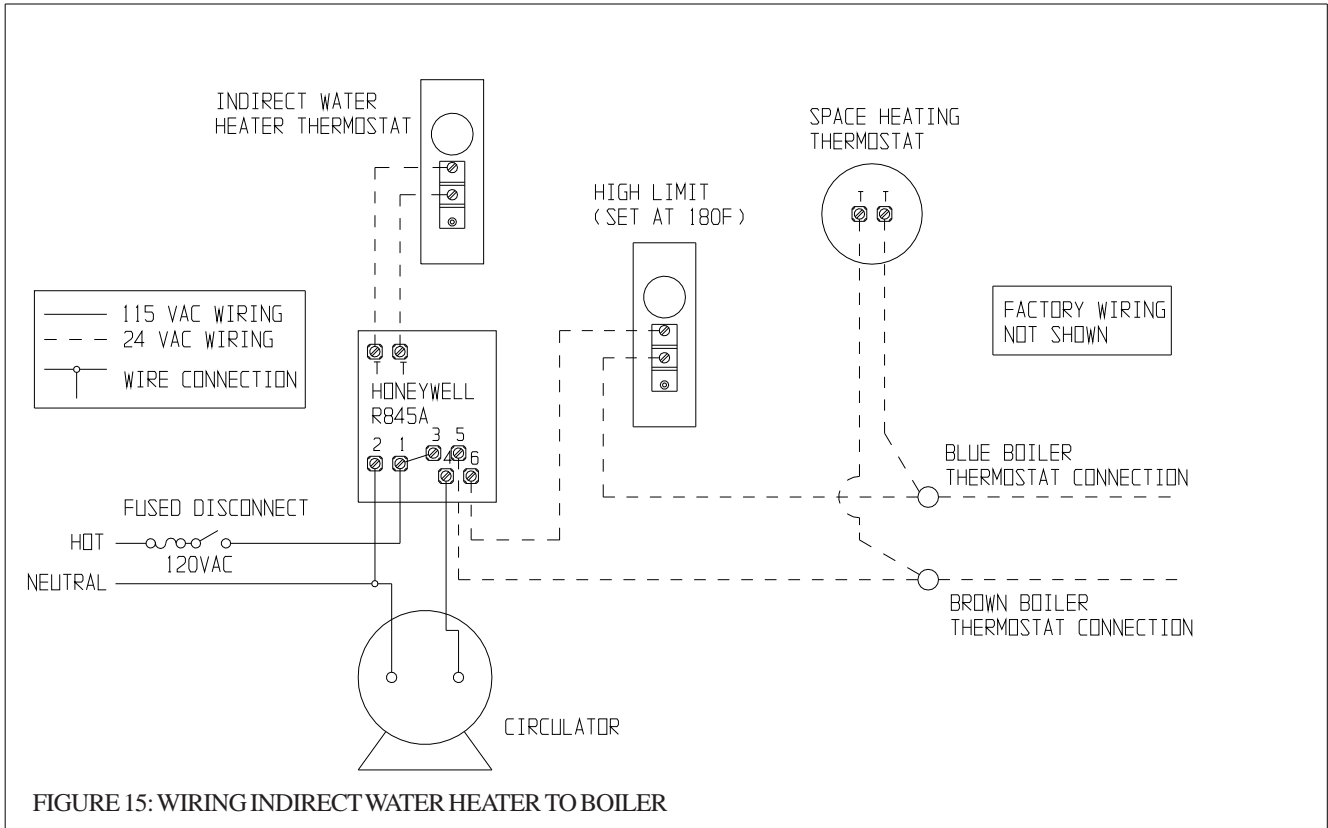 INDIRECT WATER
HEATER THERMOSTAT
SPACE HEATING
THERMOSTAT
T T
HIGH LIMIT
(SET AT 180F)
115 VAC WIRING
24 VAC WIRING
WIRE CONNECTION
FACTORY WIRING
NOT SHOWN
T T
HONEYWELL
R845A
2 1 3 5
4 6
BLUE BOILER
THERMOSTAT CONNECTION
FUSED DISCONNECT
HOT
120VAC
NEUTRAL
BROWN BOILER
THERMOSTAT CONNECTION
CIRCULATOR
FIGURE 15: WIRING INDIRECT WATER HEATER TO BOILER